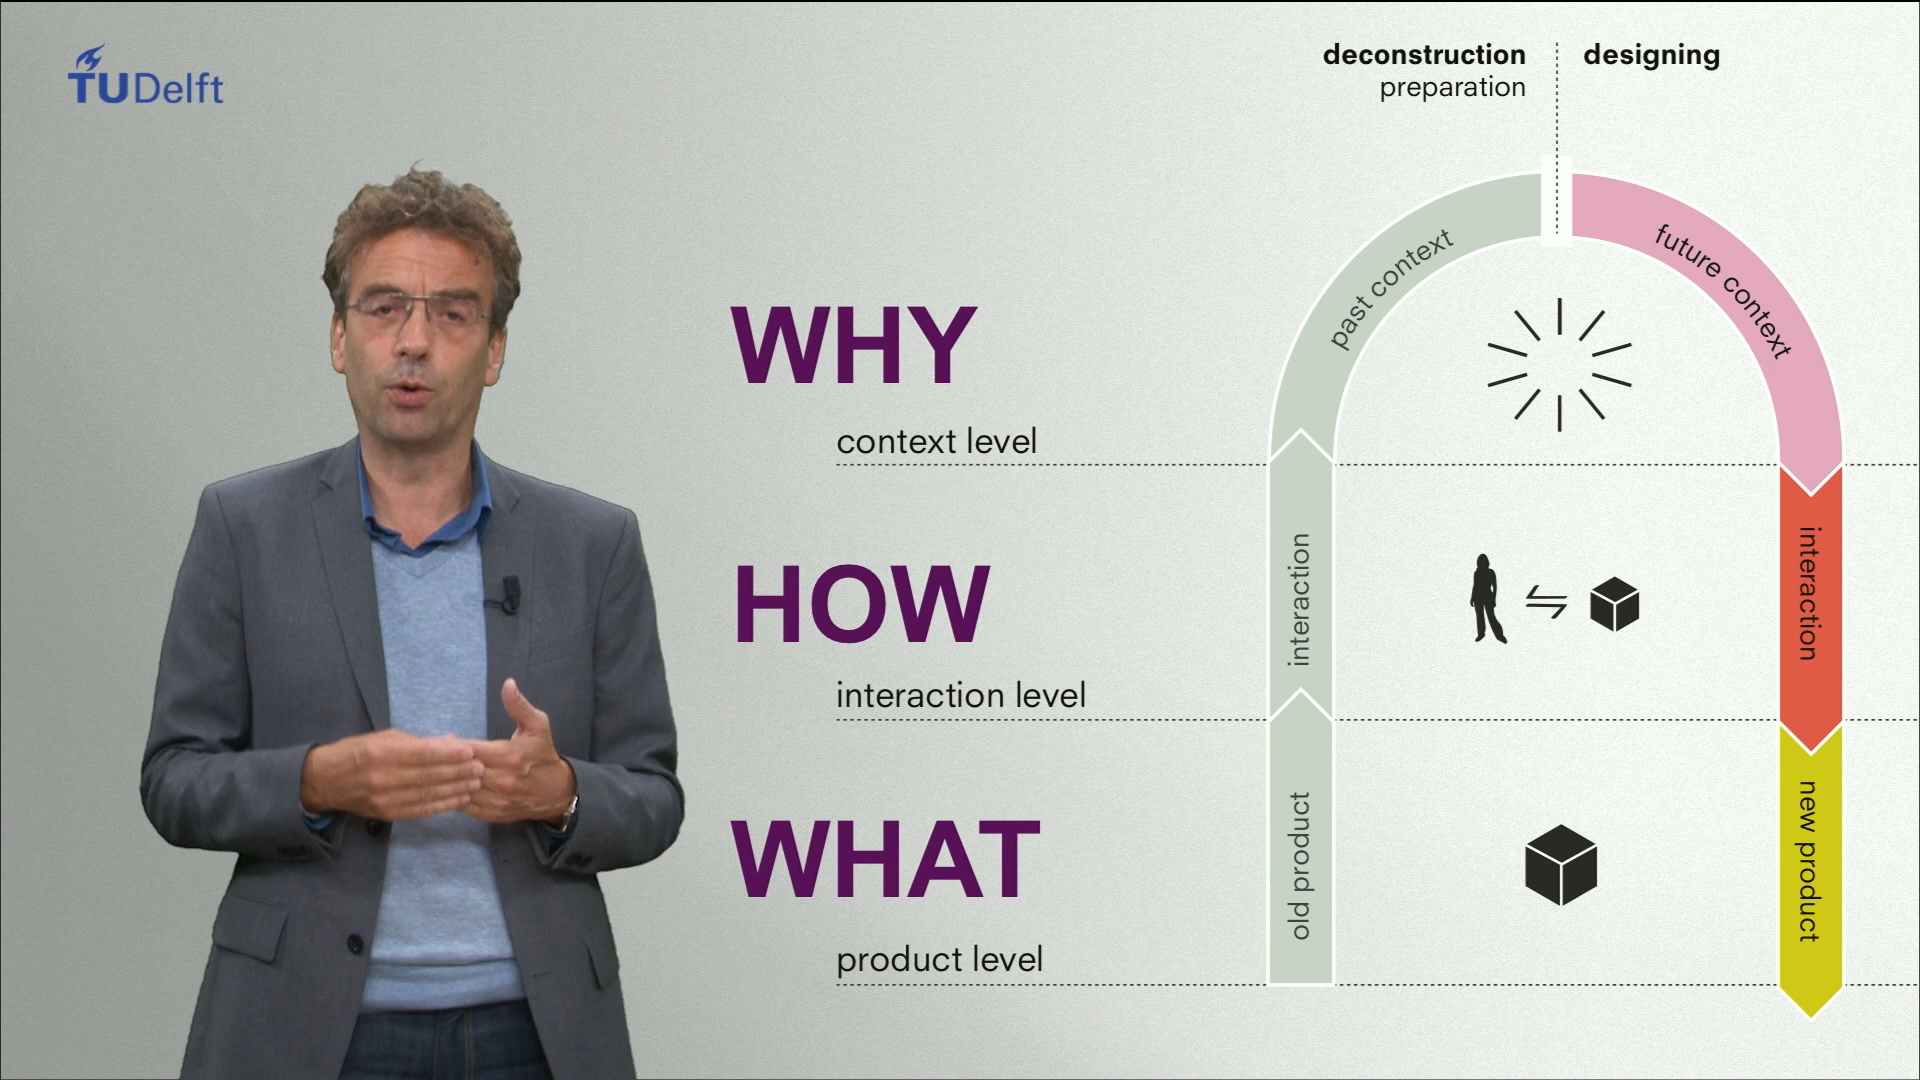 TUDelft
deconstruction
preparation
designing
past context
future context
WHY
context level
interaction
interaction
HOW
interaction level
old product
new product
WHAT
product level